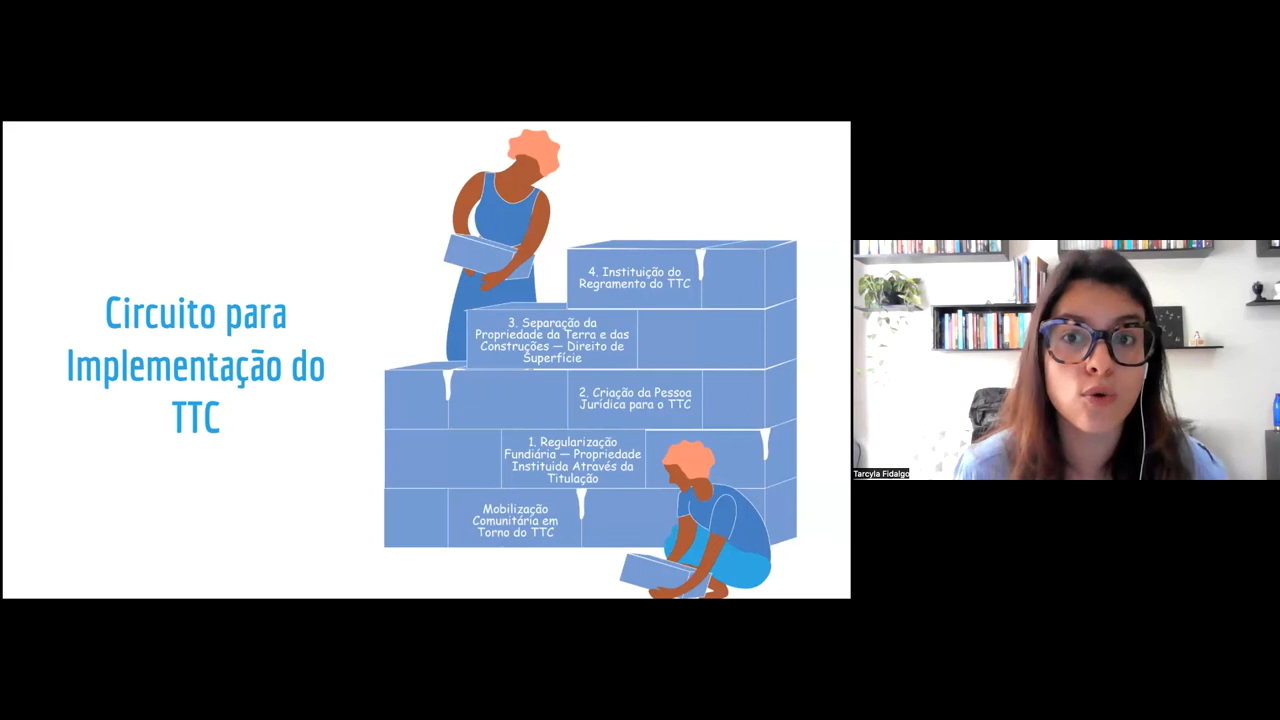 Circuito para
Implementação do
TTC
4. Instituição do
Regramento do TTC
3. Separação da
Propriedade da Terra e das
Construções — Direito de
Superfície
2. Criação da Pessoa
Jurídica para o TTC
1. Regularização
Fundiária — Propriedade
Instituida Através da
Titulação
Mobilização
Comunitária em
Torno do TTC
Tarcyla Fidalgo